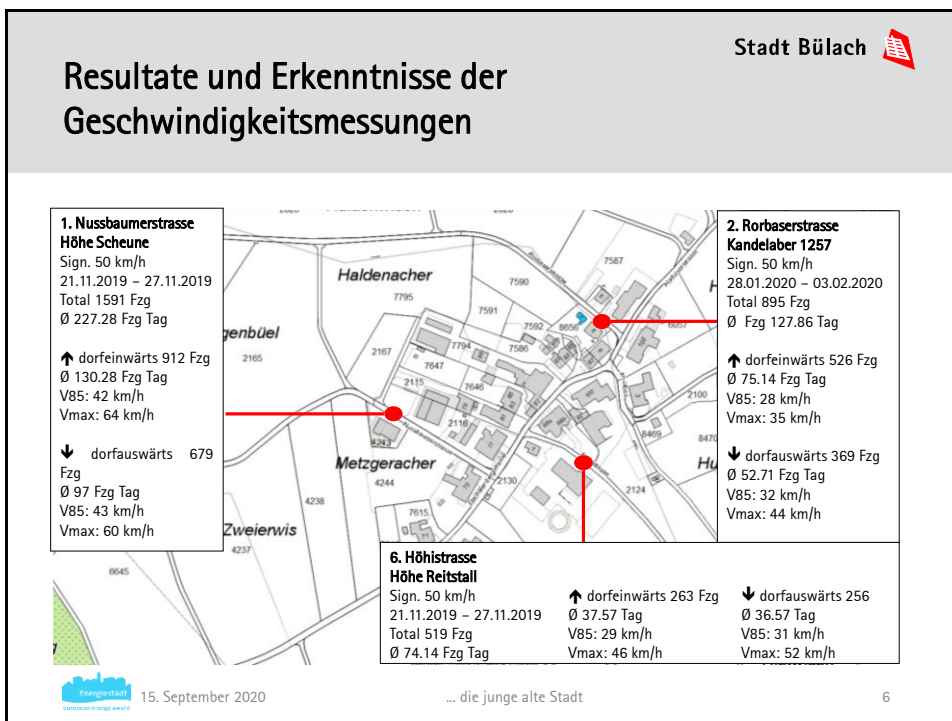 Stadt Bülach
Resultate und Erkenntnisse der
Geschwindigkeitsmessungen
1. Nussbaumerstrasse
Höhe Scheune
Sign. 50 km/h
21.11.2019 – 27.11.2019
Total 1591 Fzg
Ø 227.28 Fzg Tag
🡹 dorfeinwärts 912 Fzg
Ø 130.28 Fzg Tag
V85: 42 km/h
Vmax: 64 km/h
🡻 dorfauswärts 679
Fzg
Ø 97 Fzg Tag
V85: 43 km/h
Vmax: 60 km/h
2. Rorbaserstrasse
Kandelaber 1257
Sign. 50 km/h
28.01.2020 – 03.02.2020
Total 895 Fzg
Ø Fzg 127.86 Tag
🡹 dorfeinwärts 526 Fzg
Ø 75.14 Fzg Tag
V85: 28 km/h
Vmax: 35 km/h
🡻 dorfauswärts 369 Fzg
Ø 52.71 Fzg Tag
V85: 32 km/h
Vmax: 44 km/h
Haldenacher
7795
7590
7587
7591
7592
8656
6057
genbüel
2165
2167
7794
7586
7647
2115
7646
2116
2100
4243
8469
8470
Metzgeracher
4244
2130
2124
Hu
4238
7615
Zweierwis
4237
6645
6. Höhistrasse
Höhe Reitstall
Sign. 50 km/h
21.11.2019 – 27.11.2019
Total 519 Fzg
Ø 74.14 Fzg Tag
🡹 dorfeinwärts 263 Fzg
Ø 37.57 Tag
V85: 29 km/h
Vmax: 46 km/h
🡻 dorfauswärts 256
Ø 36.57 Tag
V85: 31 km/h
Vmax: 52 km/h
Energiestadt
european energy award
15. September 2020
... die junge alte Stadt
6